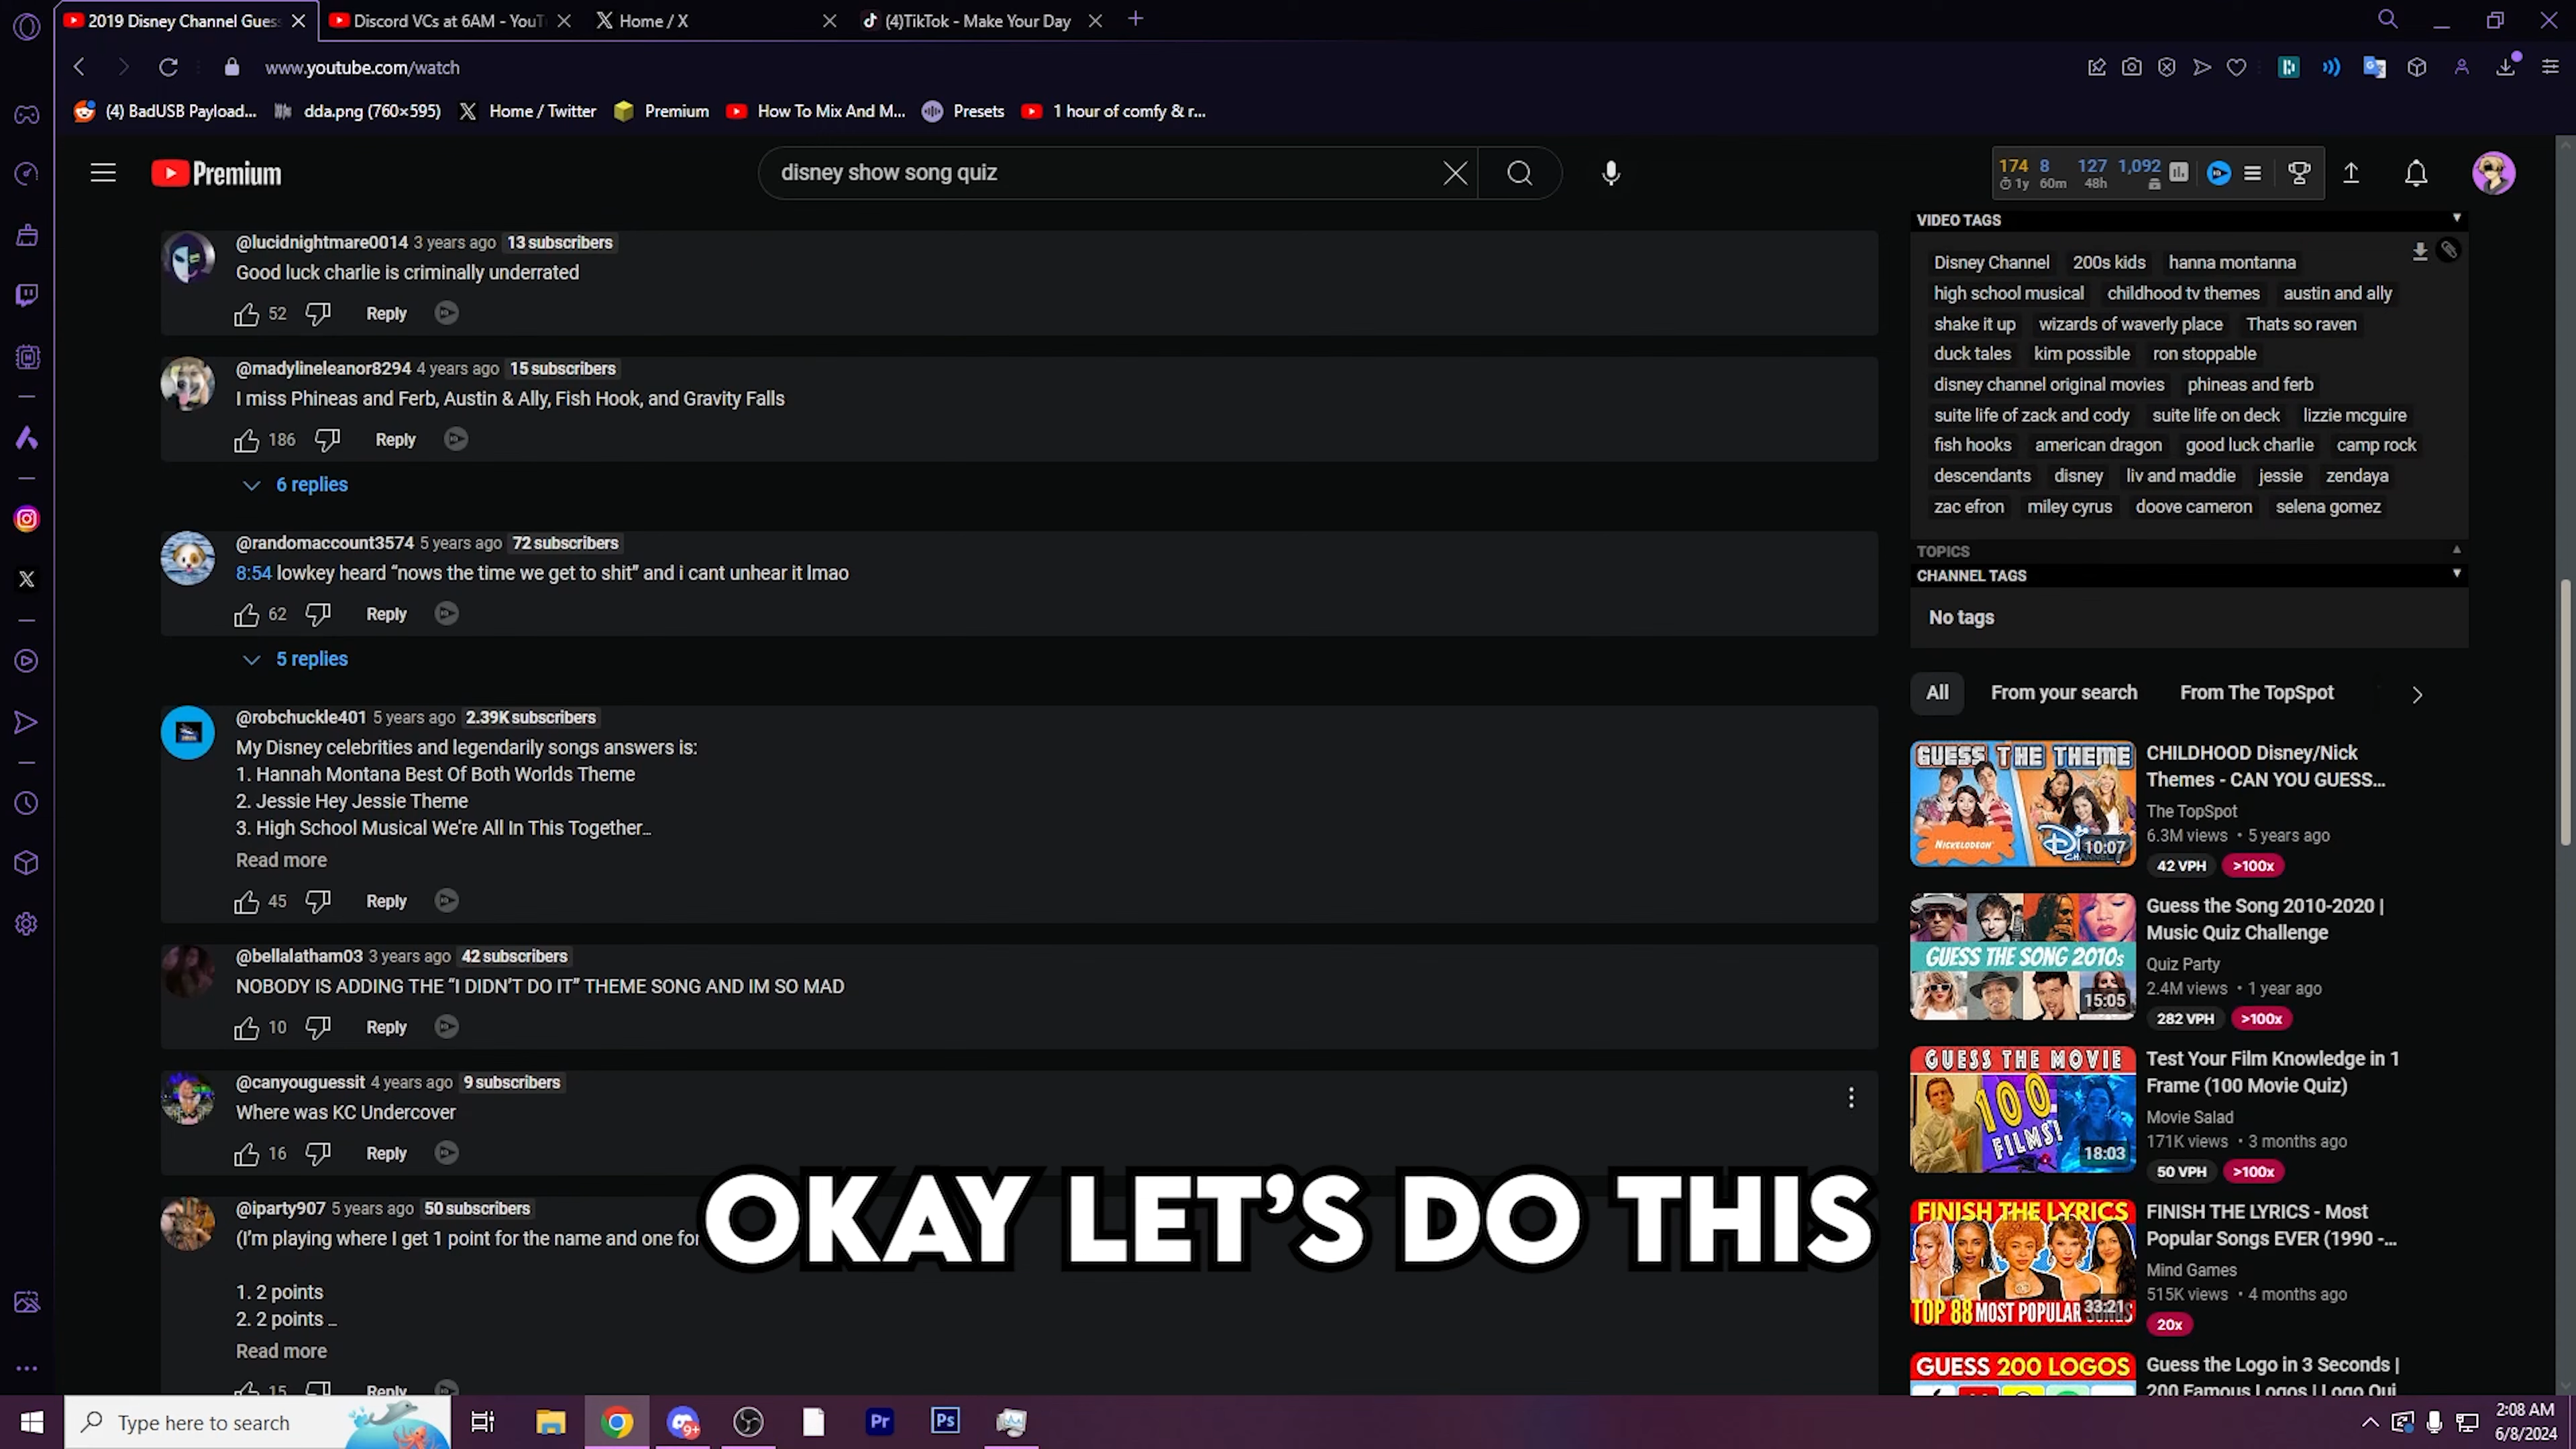 2019 Disney Channel Gues
Discord VCs at 6AM - YouT
Home / X
(4)TikTok - Make Your Day
www.youtube.com/watch
(4) BadUSB Payload...
dda.png (760×595)
Home / Twitter
Premium
How To Mix And M...
Presets
1 hour of comfy & r...
Premium
disney show song quiz
174 8 127 1,092
1y 60m 48h
@lucidnightmare0014 3 years ago 13 subscribers
Good luck charlie is criminally underrated
52 Reply
@madylineleanor8294 4 years ago 15 subscribers
I miss Phineas and Ferb, Austin & Ally, Fish Hook, and Gravity Falls
186 Reply
6 replies
@randomaccount3574 5 years ago 72 subscribers
8:54 lowkey heard “nows the time we get to shit” and i cant unhear it lmao
62 Reply
5 replies
@robchuckle401 5 years ago 2.39K subscribers
My Disney celebrities and legendarily songs answers is:
1. Hannah Montana Best Of Both Worlds Theme
2. Jessie Hey Jessie Theme
3. High School Musical We're All In This Together…
Read more
45 Reply
@bellalatham03 3 years ago 42 subscribers
NOBODY IS ADDING THE “I DIDN’T DO IT” THEME SONG AND IM SO MAD
10 Reply
@canyouguessit 4 years ago 9 subscribers
Where was KC Undercover
16 Reply
@iparty907 5 years ago 50 subscribers
(I’m playing where I get 1 point for the name and one for
1. 2 points
2. 2 points …
Read more
15 Reply
OKAY LET’S DO THIS
VIDEO TAGS
Disney Channel 200s kids hanna montanna
high school musical childhood tv themes austin and ally
shake it up wizards of waverly place Thats so raven
duck tales kim possible ron stoppable
disney channel original movies phineas and ferb
suite life of zack and cody suite life on deck lizzie mcguire
fish hooks american dragon good luck charlie camp rock
descendants disney liv and maddie jessie zendaya
zac efron miley cyrus doove cameron selena gomez
TOPICS
CHANNEL TAGS
No tags
All From your search From The TopSpot
GUESS THE THEME
NICKELODEON
10:07
CHILDHOOD Disney/Nick
Themes - CAN YOU GUESS...
The TopSpot
6.3M views • 5 years ago
42 VPH >100x
GUESS THE SONG 2010s
15:05
Guess the Song 2010-2020 |
Music Quiz Challenge
Quiz Party
2.4M views • 1 year ago
282 VPH >100x
GUESS THE MOVIE
100
FILMS!
18:03
Test Your Film Knowledge in 1
Frame (100 Movie Quiz)
Movie Salad
171K views • 3 months ago
50 VPH >100x
FINISH THE LYRICS
TOP 88 MOST POPULAR
33:21
FINISH THE LYRICS - Most
Popular Songs EVER (1990 -...
Mind Games
515K views • 4 months ago
20x
GUESS 200 LOGOS
Guess the Logo in 3 Seconds |
200 Famous Logos | Logo Qui
Type here to search
9+
Pr
Ps
2:08 AM
6/8/2024